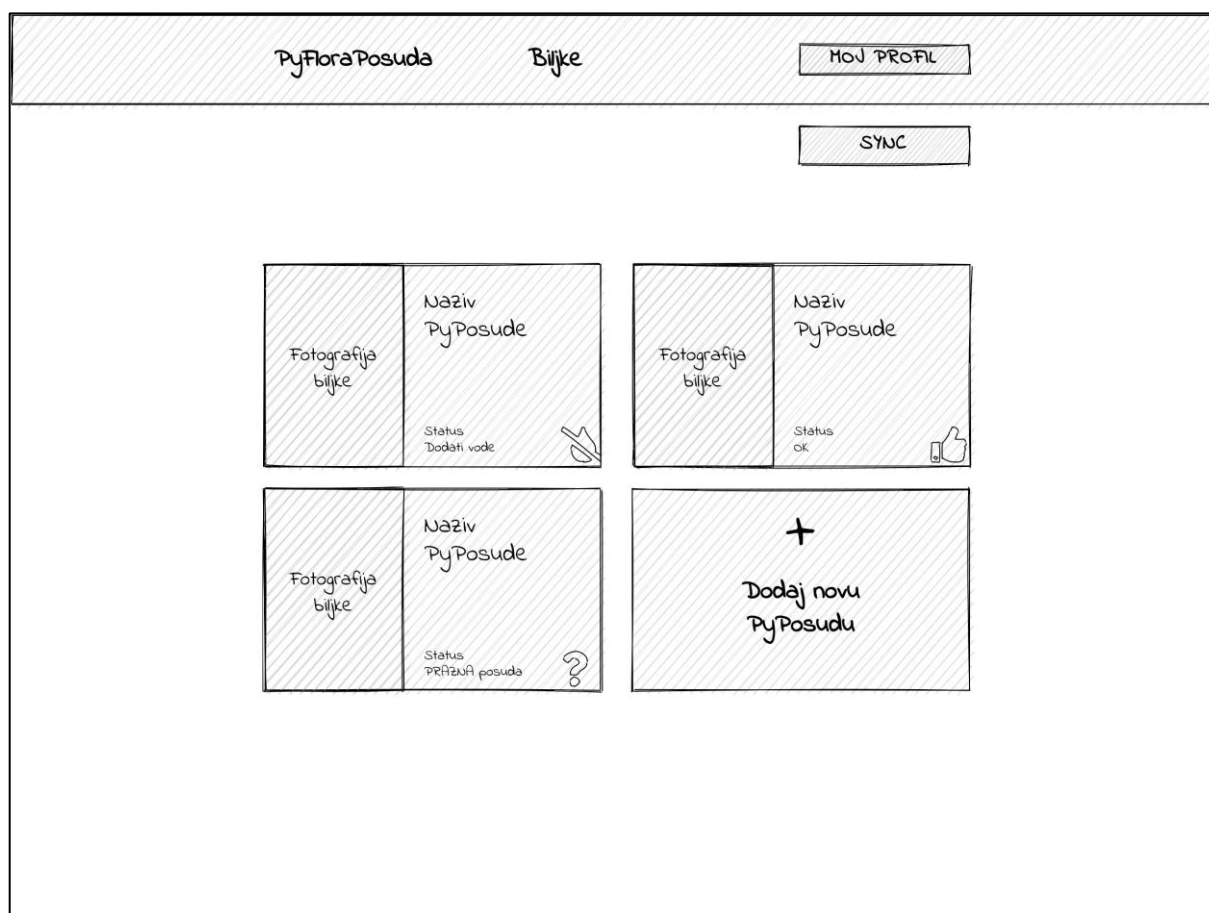 PyFloraPosuda
Biljke
MOJ PROFIL
SYNC
Fotografija
biljke
Naziv
PyPosude
Status
Dodati vode
Fotografija
biljke
Naziv
PyPosude
Status
OK
Fotografija
biljke
Naziv
PyPosude
Status
PRAZNA posuda
+
Dodaj novu
PyPosudu